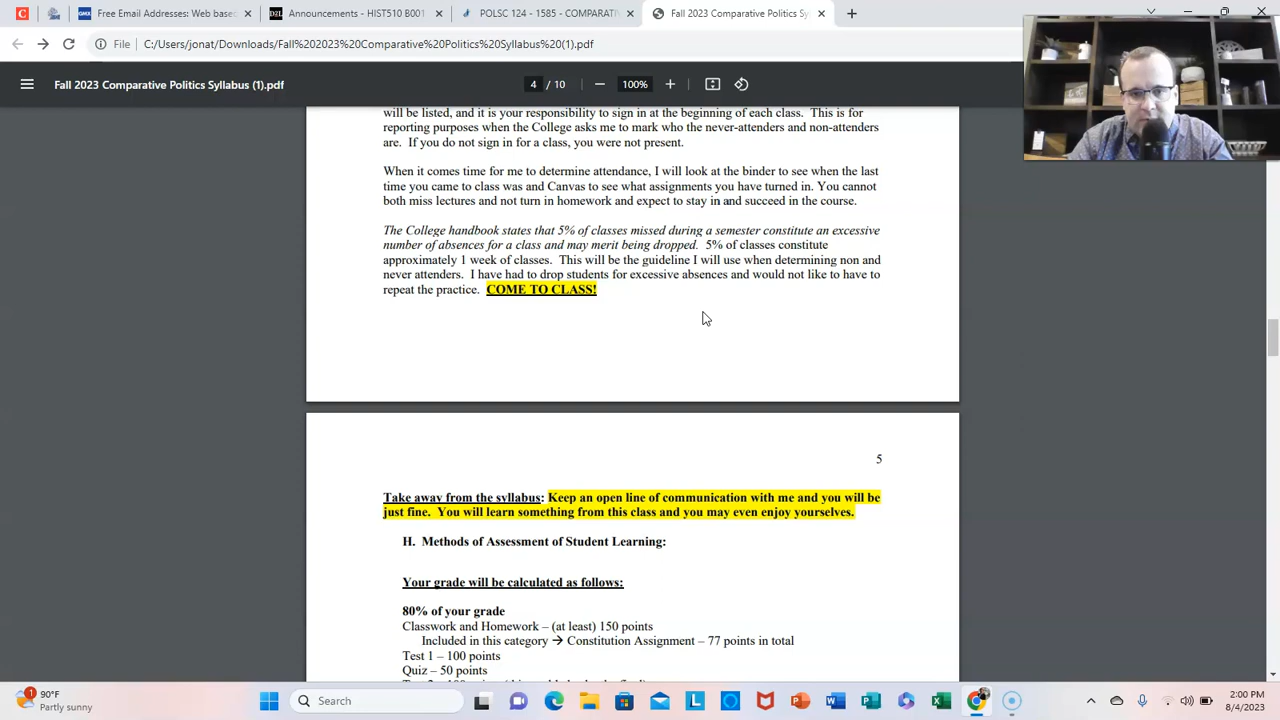 C
Free Email Addresses: Web based
D2L
Announcements - HIST510 B001
POLSC 124 - 1585 - COMPARATIV
Fall 2023 Comparative Politics Sy
File
C:/Users/jonat/Downloads/Fall%202023%20Comparative%20Politics%20Syllabus%20(1).pdf
Fall 2023 Comparative Politics Syllabus (1).pdf
4 / 10
100%
will be listed, and it is your responsibility to sign in at the beginning of each class. This is for
reporting purposes when the College asks me to mark who the never-attenders and non-attenders
are. If you do not sign in for a class, you were not present.
When it comes time for me to determine attendance, I will look at the binder to see when the last
time you came to class was and Canvas to see what assignments you have turned in. You cannot
both miss lectures and not turn in homework and expect to stay in and succeed in the course.
The College handbook states that 5% of classes missed during a semester constitute an excessive
number of absences for a class and may merit being dropped. 5% of classes constitute
approximately 1 week of classes. This will be the guideline I will use when determining non and
never attenders. I have had to drop students for excessive absences and would not like to have to
repeat the practice. COME TO CLASS!
5
Take away from the syllabus: Keep an open line of communication with me and you will be
just fine. You will learn something from this class and you may even enjoy yourselves.
H. Methods of Assessment of Student Learning:
Your grade will be calculated as follows:
80% of your grade
Classwork and Homework – (at least) 150 points
Included in this category → Constitution Assignment – 77 points in total
Test 1 – 100 points
Quiz – 50 points
1
90°F
Partly sunny
Search
2:00 PM
8/4/2023